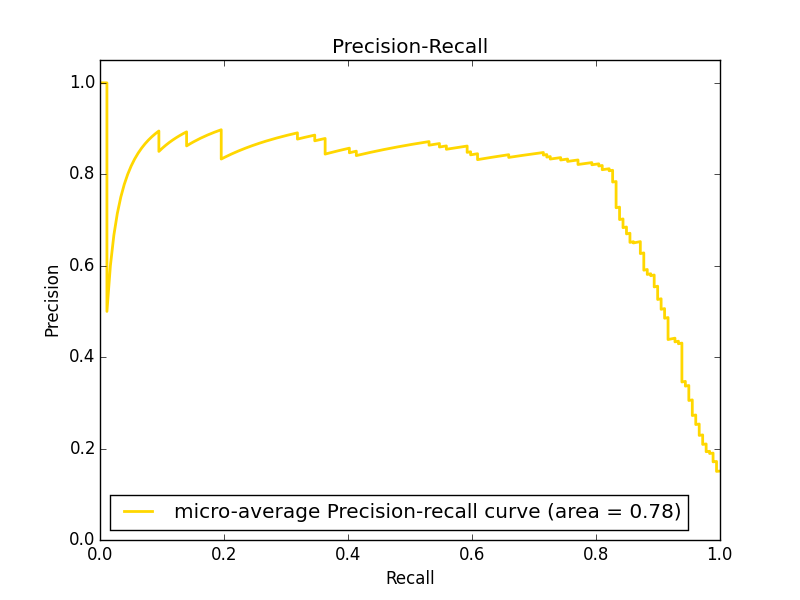 Precision-Recall
1.0
0.8
0.6
0.4
0.2
0.0
Precision
micro-average Precision-recall curve (area = 0.78)
0.0 0.2 0.4 0.6 0.8 1.0
Recall